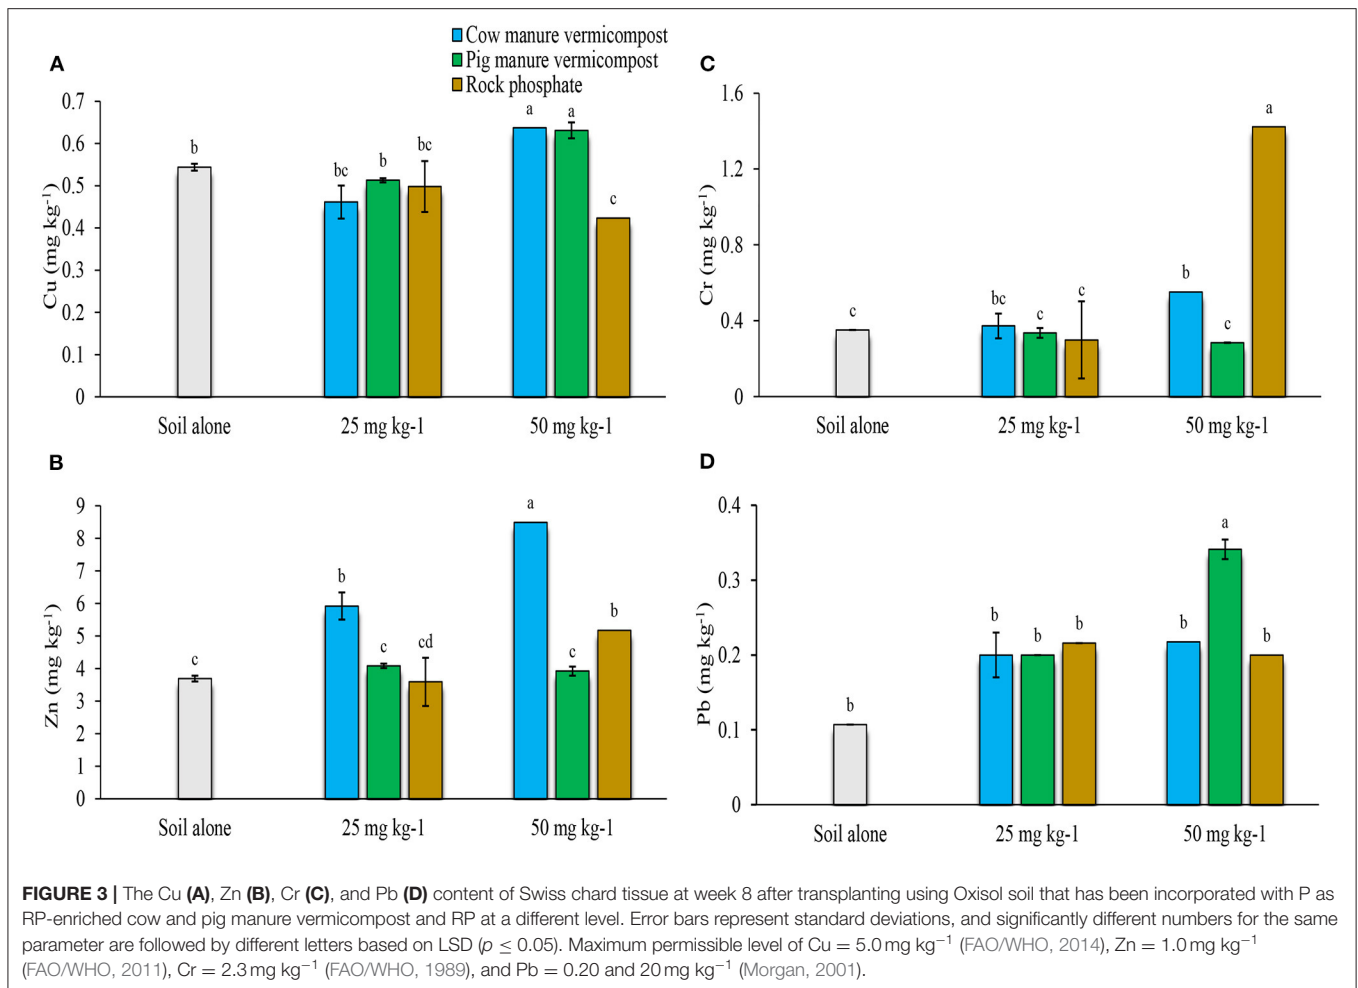 Cow manure vermicompost
Pig manure vermicompost
Rock phosphate
A
Cu (mg kg⁻¹)
0.7
0.6
0.5
0.4
0.3
0.2
0.1
0
b
bc
b
bc
a
a
c
Soil alone
25 mg kg-1
50 mg kg-1
C
Cr (mg kg⁻¹)
1.6
1.2
0.8
0.4
0
c
bc
c
c
b
c
a
Soil alone
25 mg kg-1
50 mg kg-1
B
Zn (mg kg⁻¹)
9
8
7
6
5
4
3
2
1
0
c
b
c
cd
a
c
b
Soil alone
25 mg kg-1
50 mg kg-1
D
Pb (mg kg⁻¹)
0.4
0.3
0.2
0.1
0
b
b
b
b
b
a
b
Soil alone
25 mg kg-1
50 mg kg-1
FIGURE 3 | The Cu (A), Zn (B), Cr (C), and Pb (D) content of Swiss chard tissue at week 8 after transplanting using Oxisol soil that has been incorporated with P as
RP-enriched cow and pig manure vermicompost and RP at a different level. Error bars represent standard deviations, and significantly different numbers for the same
parameter are followed by different letters based on LSD (p ≤ 0.05). Maximum permissible level of Cu = 5.0 mg kg⁻¹ (FAO/WHO, 2014), Zn = 1.0 mg kg⁻¹
(FAO/WHO, 2011), Cr = 2.3 mg kg⁻¹ (FAO/WHO, 1989), and Pb = 0.20 and 20 mg kg⁻¹ (Morgan, 2001).